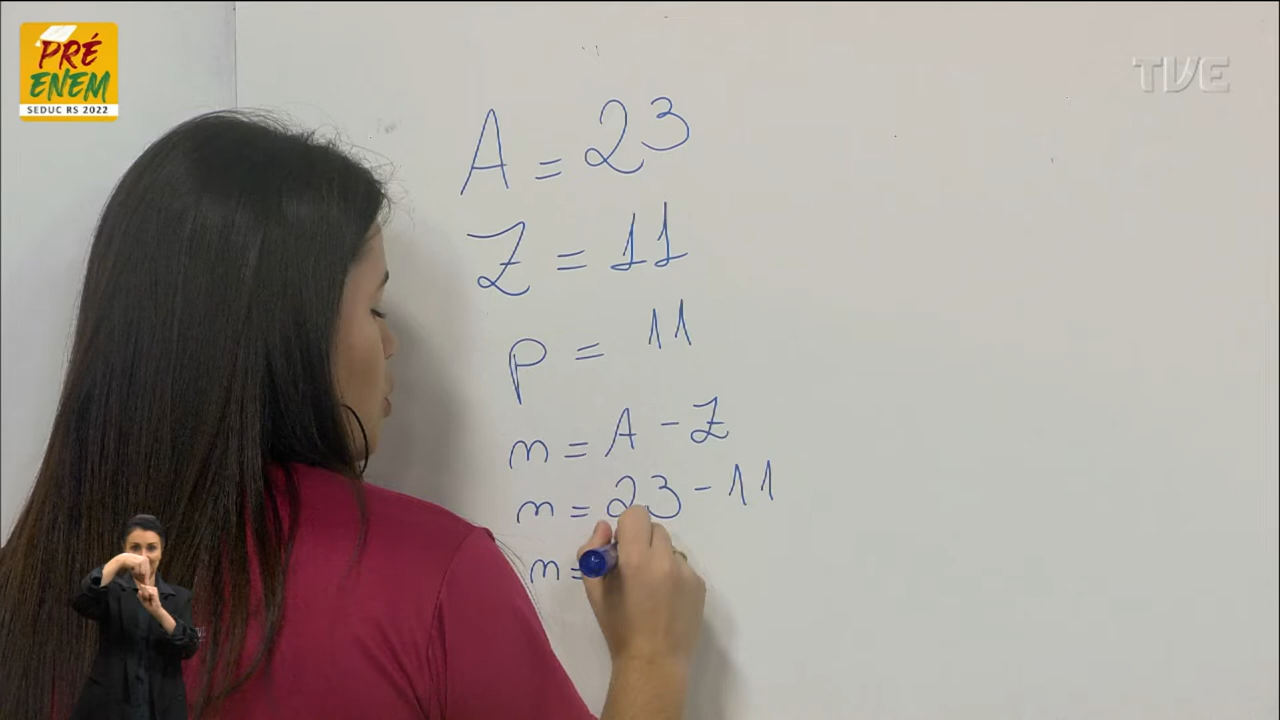 PRÉ
ENEM
SEDUC RS 2022
TVE
A = 23
Z = 11
p = 11
n = A - Z
n = 23 - 11
n =